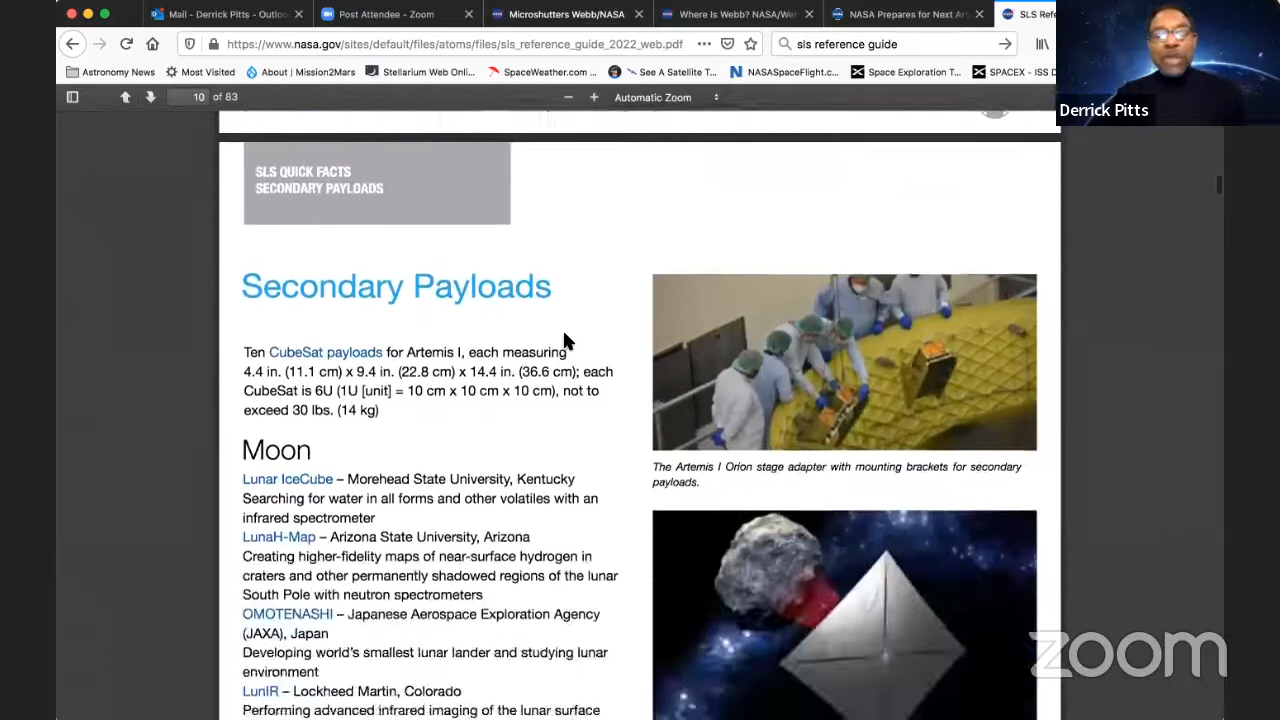 Mail - Derrick Pitts - Outloo
Post Attendee - Zoom
Microshutters Webb/NASA
Where Is Webb? NASA/We
NASA Prepares for Next Ar
SLS Refe
https://www.nasa.gov/sites/default/files/atoms/files/sls_reference_guide_2022_web.pdf
sls reference guide
Astronomy News
Most Visited
About | Mission2Mars
Stellarium Web Onli...
SpaceWeather.com ...
See A Satellite T...
NASASpaceFlight.c...
Space Exploration T...
SPACEX - ISS D
10 of 83
Automatic Zoom
Derrick Pitts
SLS QUICK FACTS
SECONDARY PAYLOADS
Secondary Payloads
Ten CubeSat payloads for Artemis I, each measuring
4.4 in. (11.1 cm) x 9.4 in. (22.8 cm) x 14.4 in. (36.6 cm); each
CubeSat is 6U (1U [unit] = 10 cm x 10 cm x 10 cm), not to
exceed 30 lbs. (14 kg)
Moon
Lunar IceCube – Morehead State University, Kentucky
Searching for water in all forms and other volatiles with an
infrared spectrometer
LunaH-Map – Arizona State University, Arizona
Creating higher-fidelity maps of near-surface hydrogen in
craters and other permanently shadowed regions of the lunar
South Pole with neutron spectrometers
OMOTENASHI – Japanese Aerospace Exploration Agency
(JAXA), Japan
Developing world's smallest lunar lander and studying lunar
environment
LunIR – Lockheed Martin, Colorado
Performing advanced infrared imaging of the lunar surface
The Artemis I Orion stage adapter with mounting brackets for secondary
payloads.
zoom